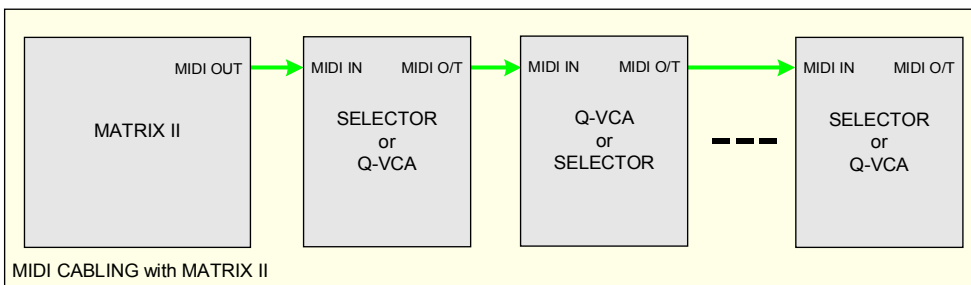 MIDI OUT
MATRIX II
MIDI IN MIDI O/T
SELECTOR
or
Q-VCA
MIDI IN MIDI O/T
Q-VCA
or
SELECTOR
MIDI IN MIDI O/T
SELECTOR
or
Q-VCA
MIDI CABLING with MATRIX II